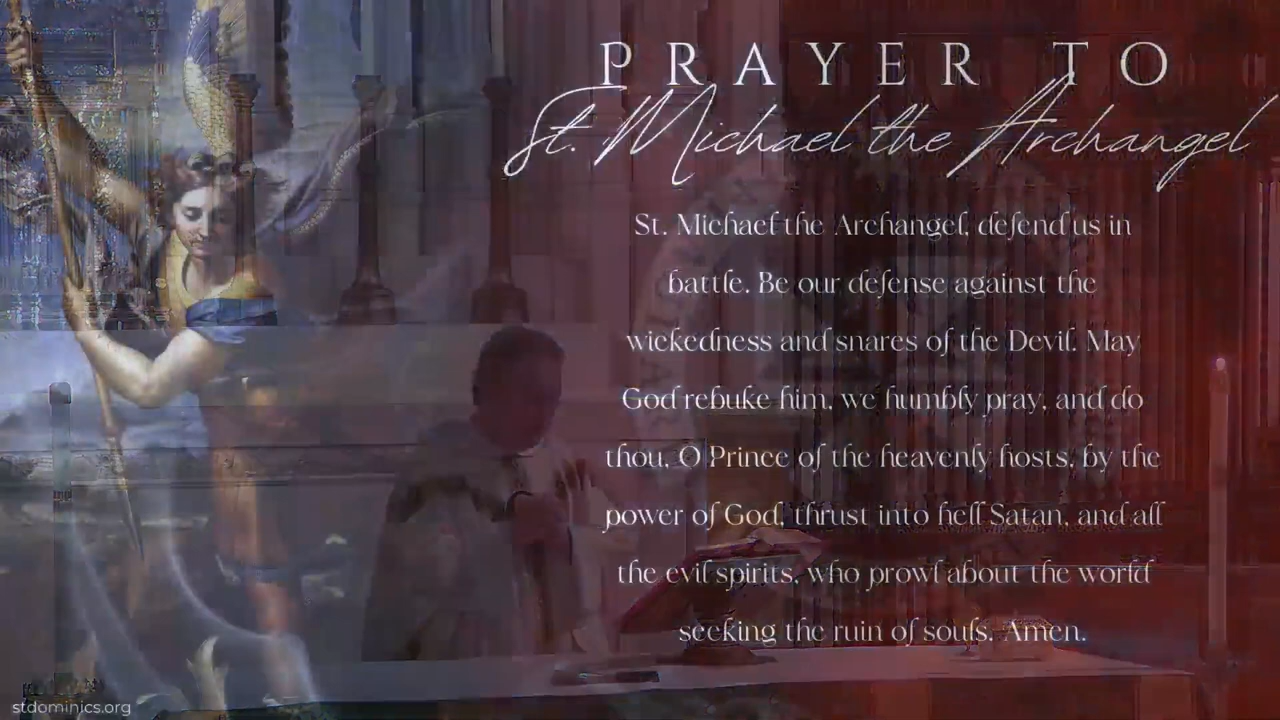 PRAYER TO
St. Michael the Archangel
St. Michael the Archangel, defend us in
battle. Be our defense against the
wickedness and snares of the Devil. May
God rebuke him, we humbly pray, and do
thou, O Prince of the heavenly hosts, by the
power of God, thrust into hell Satan, and all
the evil spirits, who prowl about the world
seeking the ruin of souls. Amen.
stdominics.org